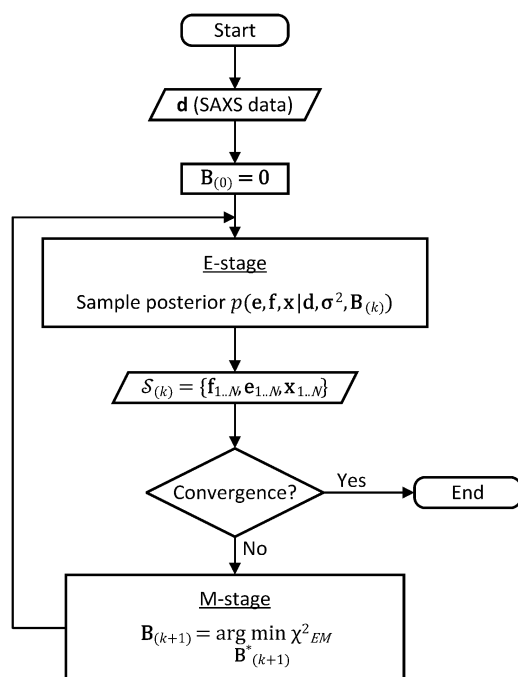 Start
d (SAXS data)
B₍₀₎ = 0
E-stage
Sample posterior p(e, f, x|d, σ², B₍ₖ₎)
𝒮₍ₖ₎ = {f₁..N, e₁..N, x₁..N}
Convergence?
Yes
End
No
M-stage
B₍ₖ₊₁₎ = arg min χ²EM
B*₍ₖ₊₁₎